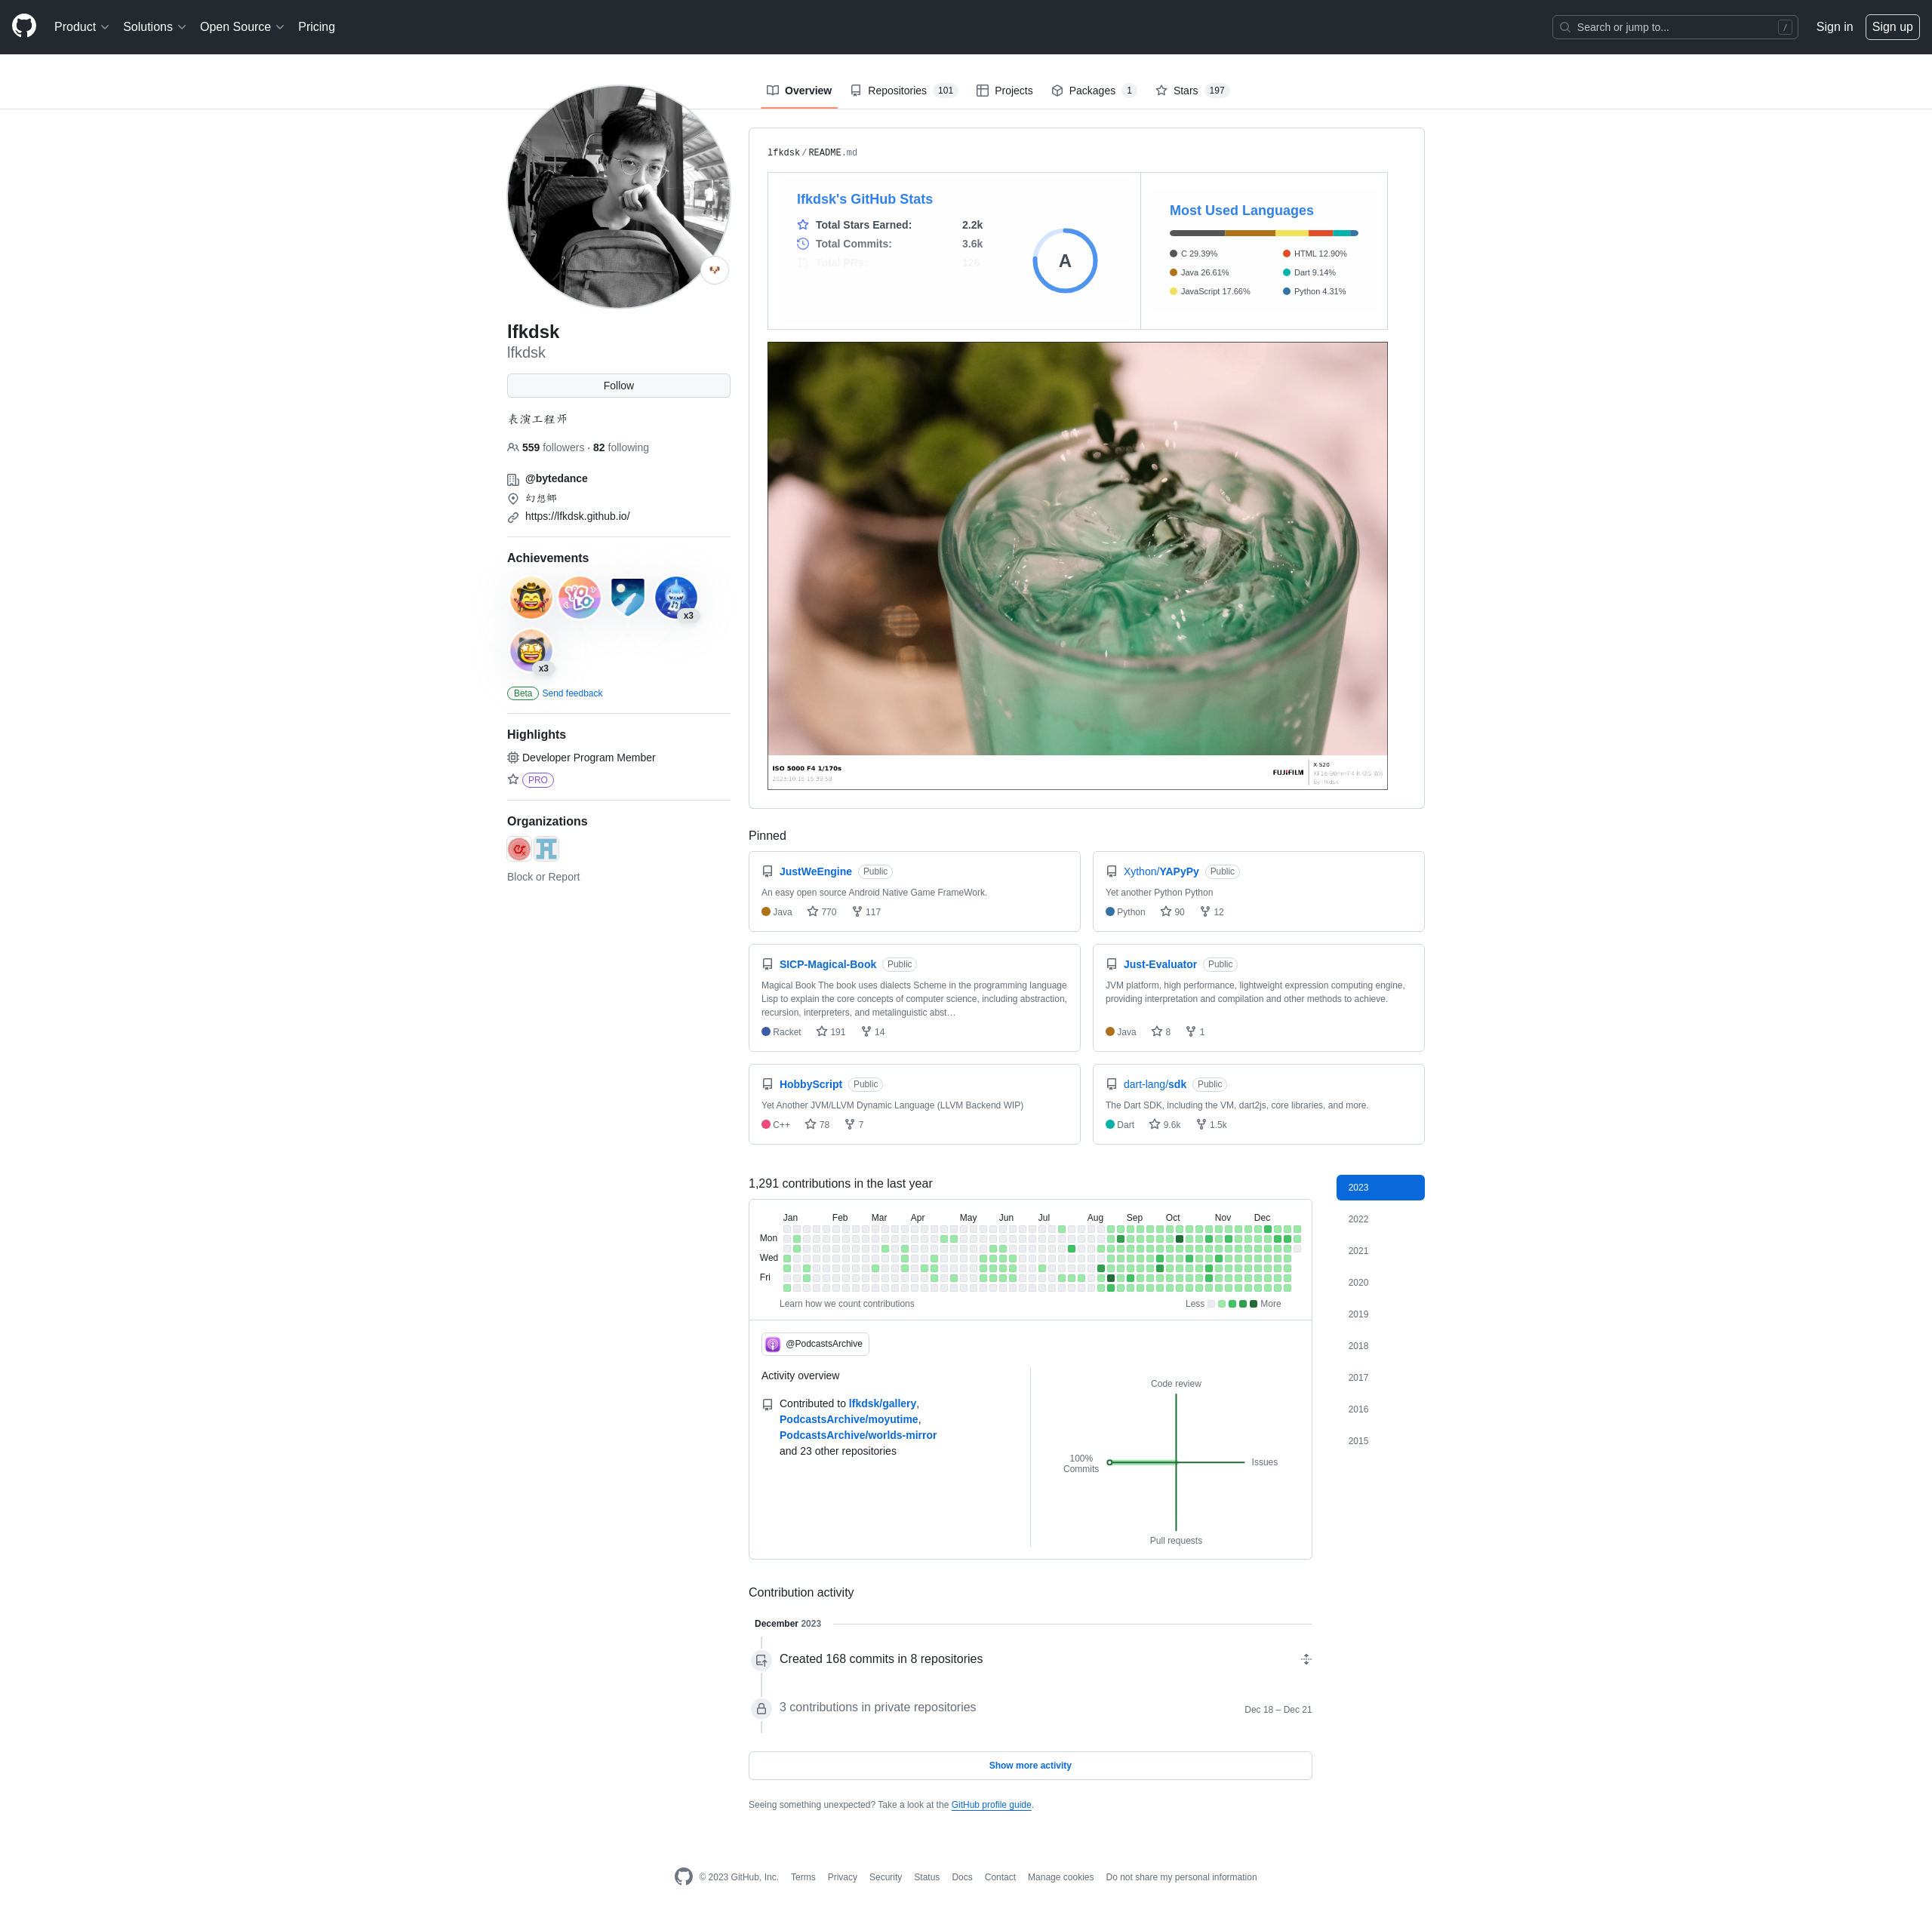 Product
Solutions
Open Source
Pricing
Search or jump to...
/
Sign in
Sign up
Overview
Repositories 101
Projects
Packages 1
Stars 197
lfkdsk
lfkdsk
Follow
表演工程师
559 followers · 82 following
@bytedance
幻想鄉
https://lfkdsk.github.io/
Achievements
YOLO
x3
x3
Beta Send feedback
Highlights
Developer Program Member
PRO
Organizations
Block or Report
lfkdsk/README.md
lfkdsk's GitHub Stats
Total Stars Earned: 2.2k
Total Commits: 3.6k
Total PRs: 126
A
Most Used Languages
C 29.39%
HTML 12.90%
Java 26.61%
Dart 9.14%
JavaScript 17.66%
Python 4.31%
ISO 5000 F4 1/170s
FUJIFILM
X-S20
By lfkdsk
Pinned
JustWeEngine Public
An easy open source Android Native Game FrameWork.
Java 770 117
Xython/YAPyPy Public
Yet another Python Python
Python 90 12
SICP-Magical-Book Public
Magical Book The book uses dialects Scheme in the programming language
Lisp to explain the core concepts of computer science, including abstraction,
recursion, interpreters, and metalinguistic abst…
Racket 191 14
Just-Evaluator Public
JVM platform, high performance, lightweight expression computing engine,
providing interpretation and compilation and other methods to achieve.
Java 8 1
HobbyScript Public
Yet Another JVM/LLVM Dynamic Language (LLVM Backend WIP)
C++ 78 7
dart-lang/sdk Public
The Dart SDK, including the VM, dart2js, core libraries, and more.
Dart 9.6k 1.5k
1,291 contributions in the last year
Jan Feb Mar Apr May Jun Jul Aug Sep Oct Nov Dec
Mon
Wed
Fri
Learn how we count contributions
Less More
@PodcastsArchive
Activity overview
Contributed to lfkdsk/gallery,
PodcastsArchive/moyutime,
PodcastsArchive/worlds-mirror
and 23 other repositories
Code review
100%
Commits
Issues
Pull requests
2023
2022
2021
2020
2019
2018
2017
2016
2015
Contribution activity
December 2023
Created 168 commits in 8 repositories
3 contributions in private repositories
Dec 18 – Dec 21
Show more activity
Seeing something unexpected? Take a look at the GitHub profile guide.
© 2023 GitHub, Inc.
Terms
Privacy
Security
Status
Docs
Contact
Manage cookies
Do not share my personal information